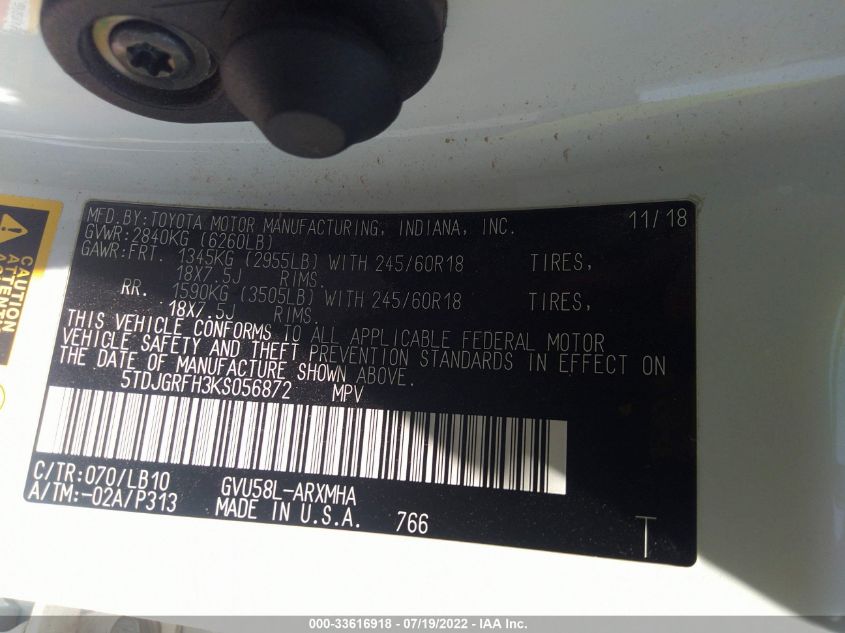 MFD.BY:TOYOTA MOTOR MANUFACTURING, INDIANA, INC. 11/18
GVWR:2840KG (6260LB)
GAWR:FRT. 1345KG (2955LB) WITH 245/60R18 TIRES,
18X7.5J RIMS.
RR. 1590KG (3505LB) WITH 245/60R18 TIRES,
18X7.5J RIMS.
THIS VEHICLE CONFORMS TO ALL APPLICABLE FEDERAL MOTOR
VEHICLE SAFETY AND THEFT PREVENTION STANDARDS IN EFFECT ON
THE DATE OF MANUFACTURE SHOWN ABOVE.
5TDJGRFH3KS056872 MPV
C/TR:070/LB10 GVU58L-ARXMHA
A/TM:-02A/P313 MADE IN U.S.A. 766
T
CAUTION
000-33616918 - 07/19/2022 - IAA Inc.